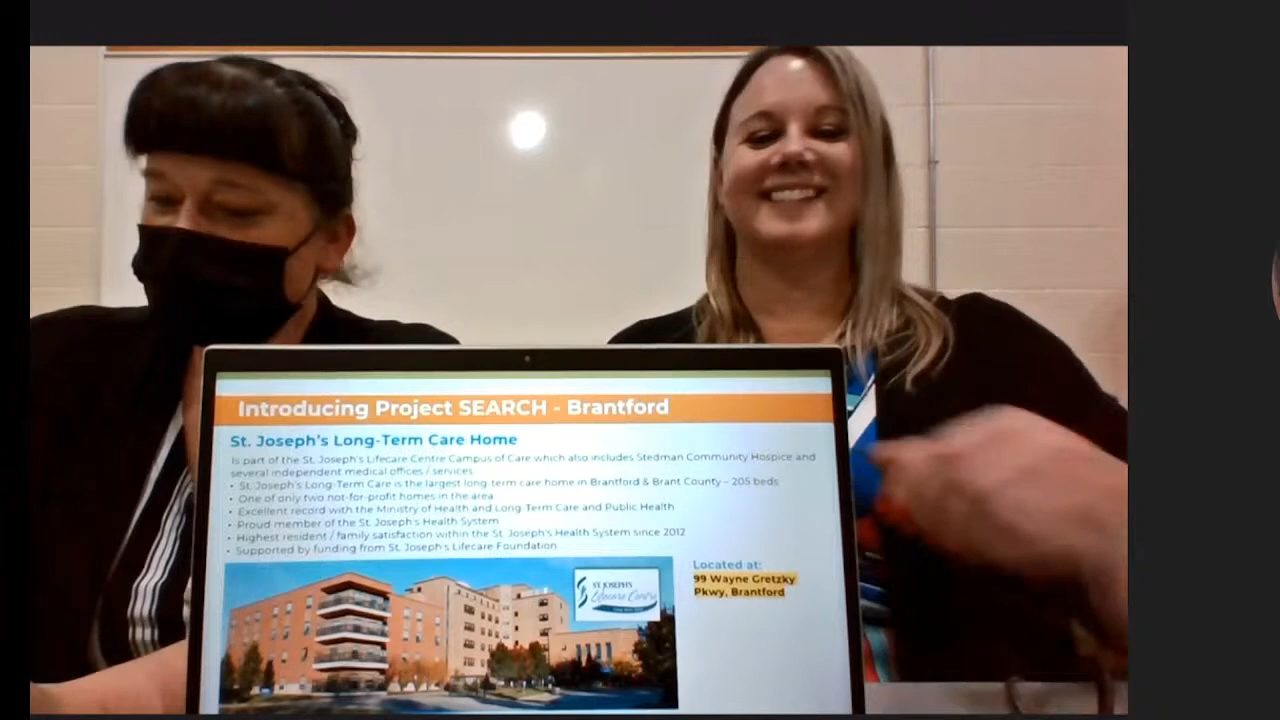 Introducing Project SEARCH - Brantford
St. Joseph's Long-Term Care Home
Is part of the St. Joseph's Lifecare Centre Campus of Care which also includes Stedman Community Hospice and
several independent medical offices / services
• St. Joseph's Long-Term Care is the largest long term care home in Brantford & Brant County – 205 beds
• One of only two not-for-profit homes in the area
• Excellent record with the Ministry of Health and Long-Term Care and Public Health
• Proud member of the St. Joseph's Health System
• Highest resident / family satisfaction within the St. Joseph's Health System since 2012
• Supported by funding from St. Joseph's Lifecare Foundation
ST. JOSEPH'S
Lifecare Centre
Located at:
99 Wayne Gretzky
Pkwy, Brantford